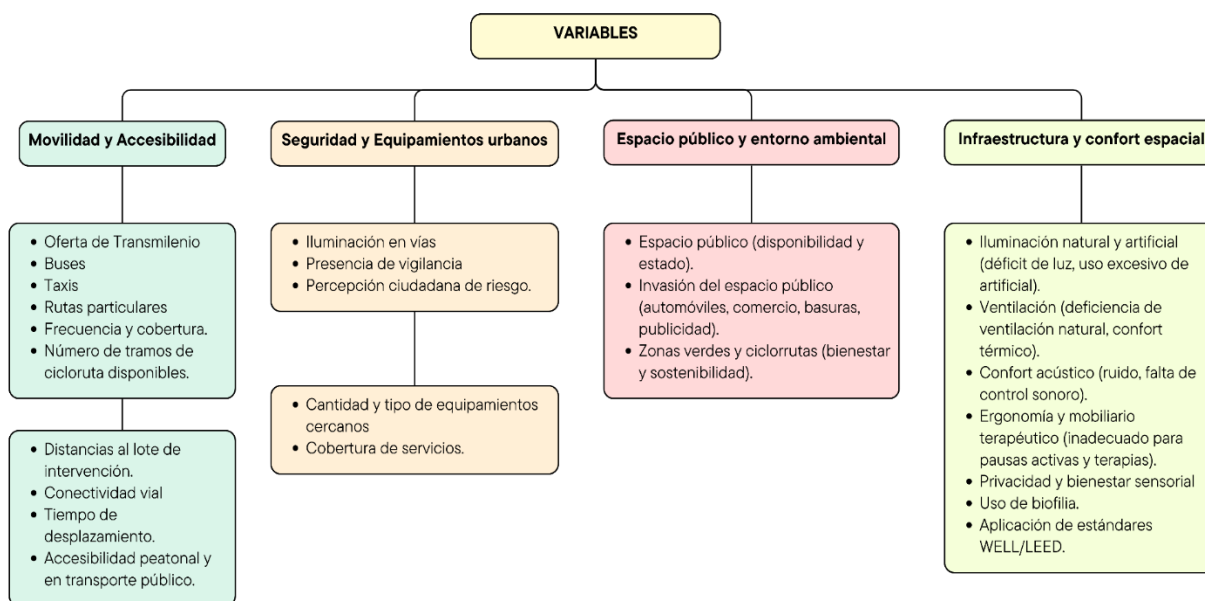 VARIABLES
Movilidad y Accesibilidad
• Oferta de Transmilenio
• Buses
• Taxis
• Rutas particulares
• Frecuencia y cobertura.
• Número de tramos de
cicloruta disponibles.
• Distancias al lote de
intervención.
• Conectividad vial
• Tiempo de
desplazamiento.
• Accesibilidad peatonal y
en transporte público.
Seguridad y Equipamientos urbanos
• Iluminación en vías
• Presencia de vigilancia
• Percepción ciudadana de riesgo.
• Cantidad y tipo de equipamientos
cercanos
• Cobertura de servicios.
Espacio público y entorno ambiental
• Espacio público (disponibilidad y
estado).
• Invasión del espacio público
(automóviles, comercio, basuras,
publicidad).
• Zonas verdes y ciclorrutas (bienestar
y sostenibilidad).
Infraestructura y confort espacial
• Iluminación natural y artificial
(déficit de luz, uso excesivo de
artificial).
• Ventilación (deficiencia de
ventilación natural, confort
térmico).
• Confort acústico (ruido, falta de
control sonoro).
• Ergonomía y mobiliario
terapéutico (inadecuado para
pausas activas y terapias).
• Privacidad y bienestar sensorial
• Uso de biofilia.
• Aplicación de estándares
WELL/LEED.